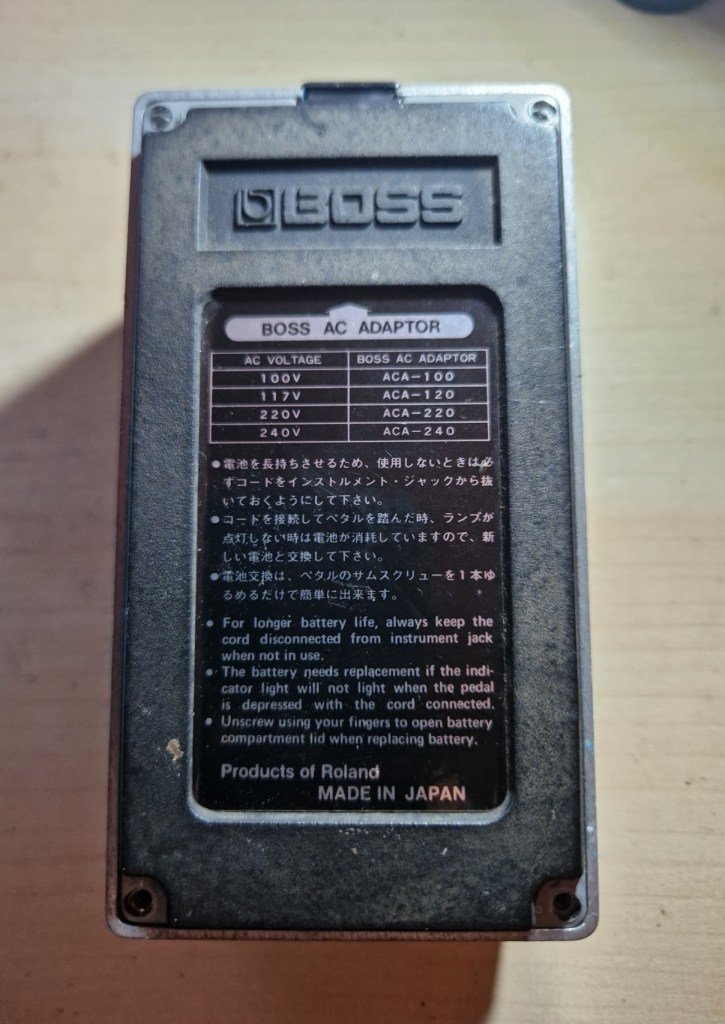 BOSS
BOSS AC ADAPTOR
AC VOLTAGE BOSS AC ADAPTOR
100V ACA-100
117V ACA-120
220V ACA-220
240V ACA-240
●電池を長持ちさせるため、使用しないときは必
ずコードをインストルメント・ジャックから抜
いておくようにして下さい。
●コードを接続してペタルを踏んだ時、ランプが
点灯しない時は電池が消耗していますので、新
しい電池と交換して下さい。
●電池交換は、ペタルのサムスクリューを1本ゆ
るめるだけで簡単に出来ます。
● For longer battery life, always keep the
cord disconnected from instrument jack
when not in use.
● The battery needs replacement if the indi-
cator light will not light when the pedal
is depressed with the cord connected.
● Unscrew using your fingers to open battery
compartment lid when replacing battery.
Products of Roland
MADE IN JAPAN